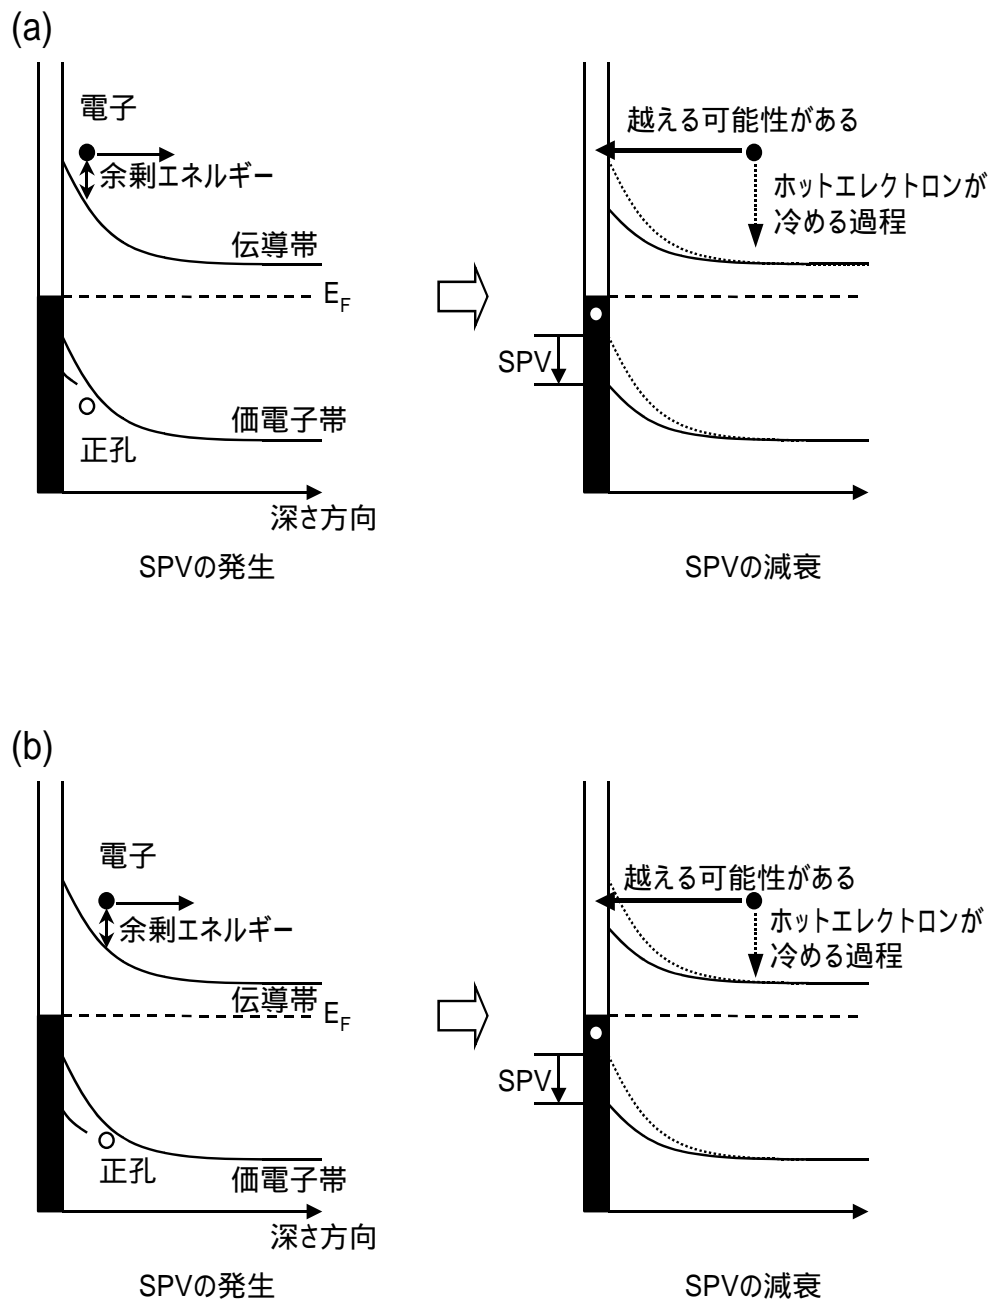 (a)
電子
余剰エネルギー
伝導帯
EF
価電子帯
正孔
深さ方向
SPVの発生
越える可能性がある
ホットエレクトロンが
冷める過程
SPV
SPVの減衰
(b)
電子
余剰エネルギー
伝導帯
EF
正孔
価電子帯
深さ方向
SPVの発生
越える可能性がある
ホットエレクトロンが
冷める過程
SPV
SPVの減衰